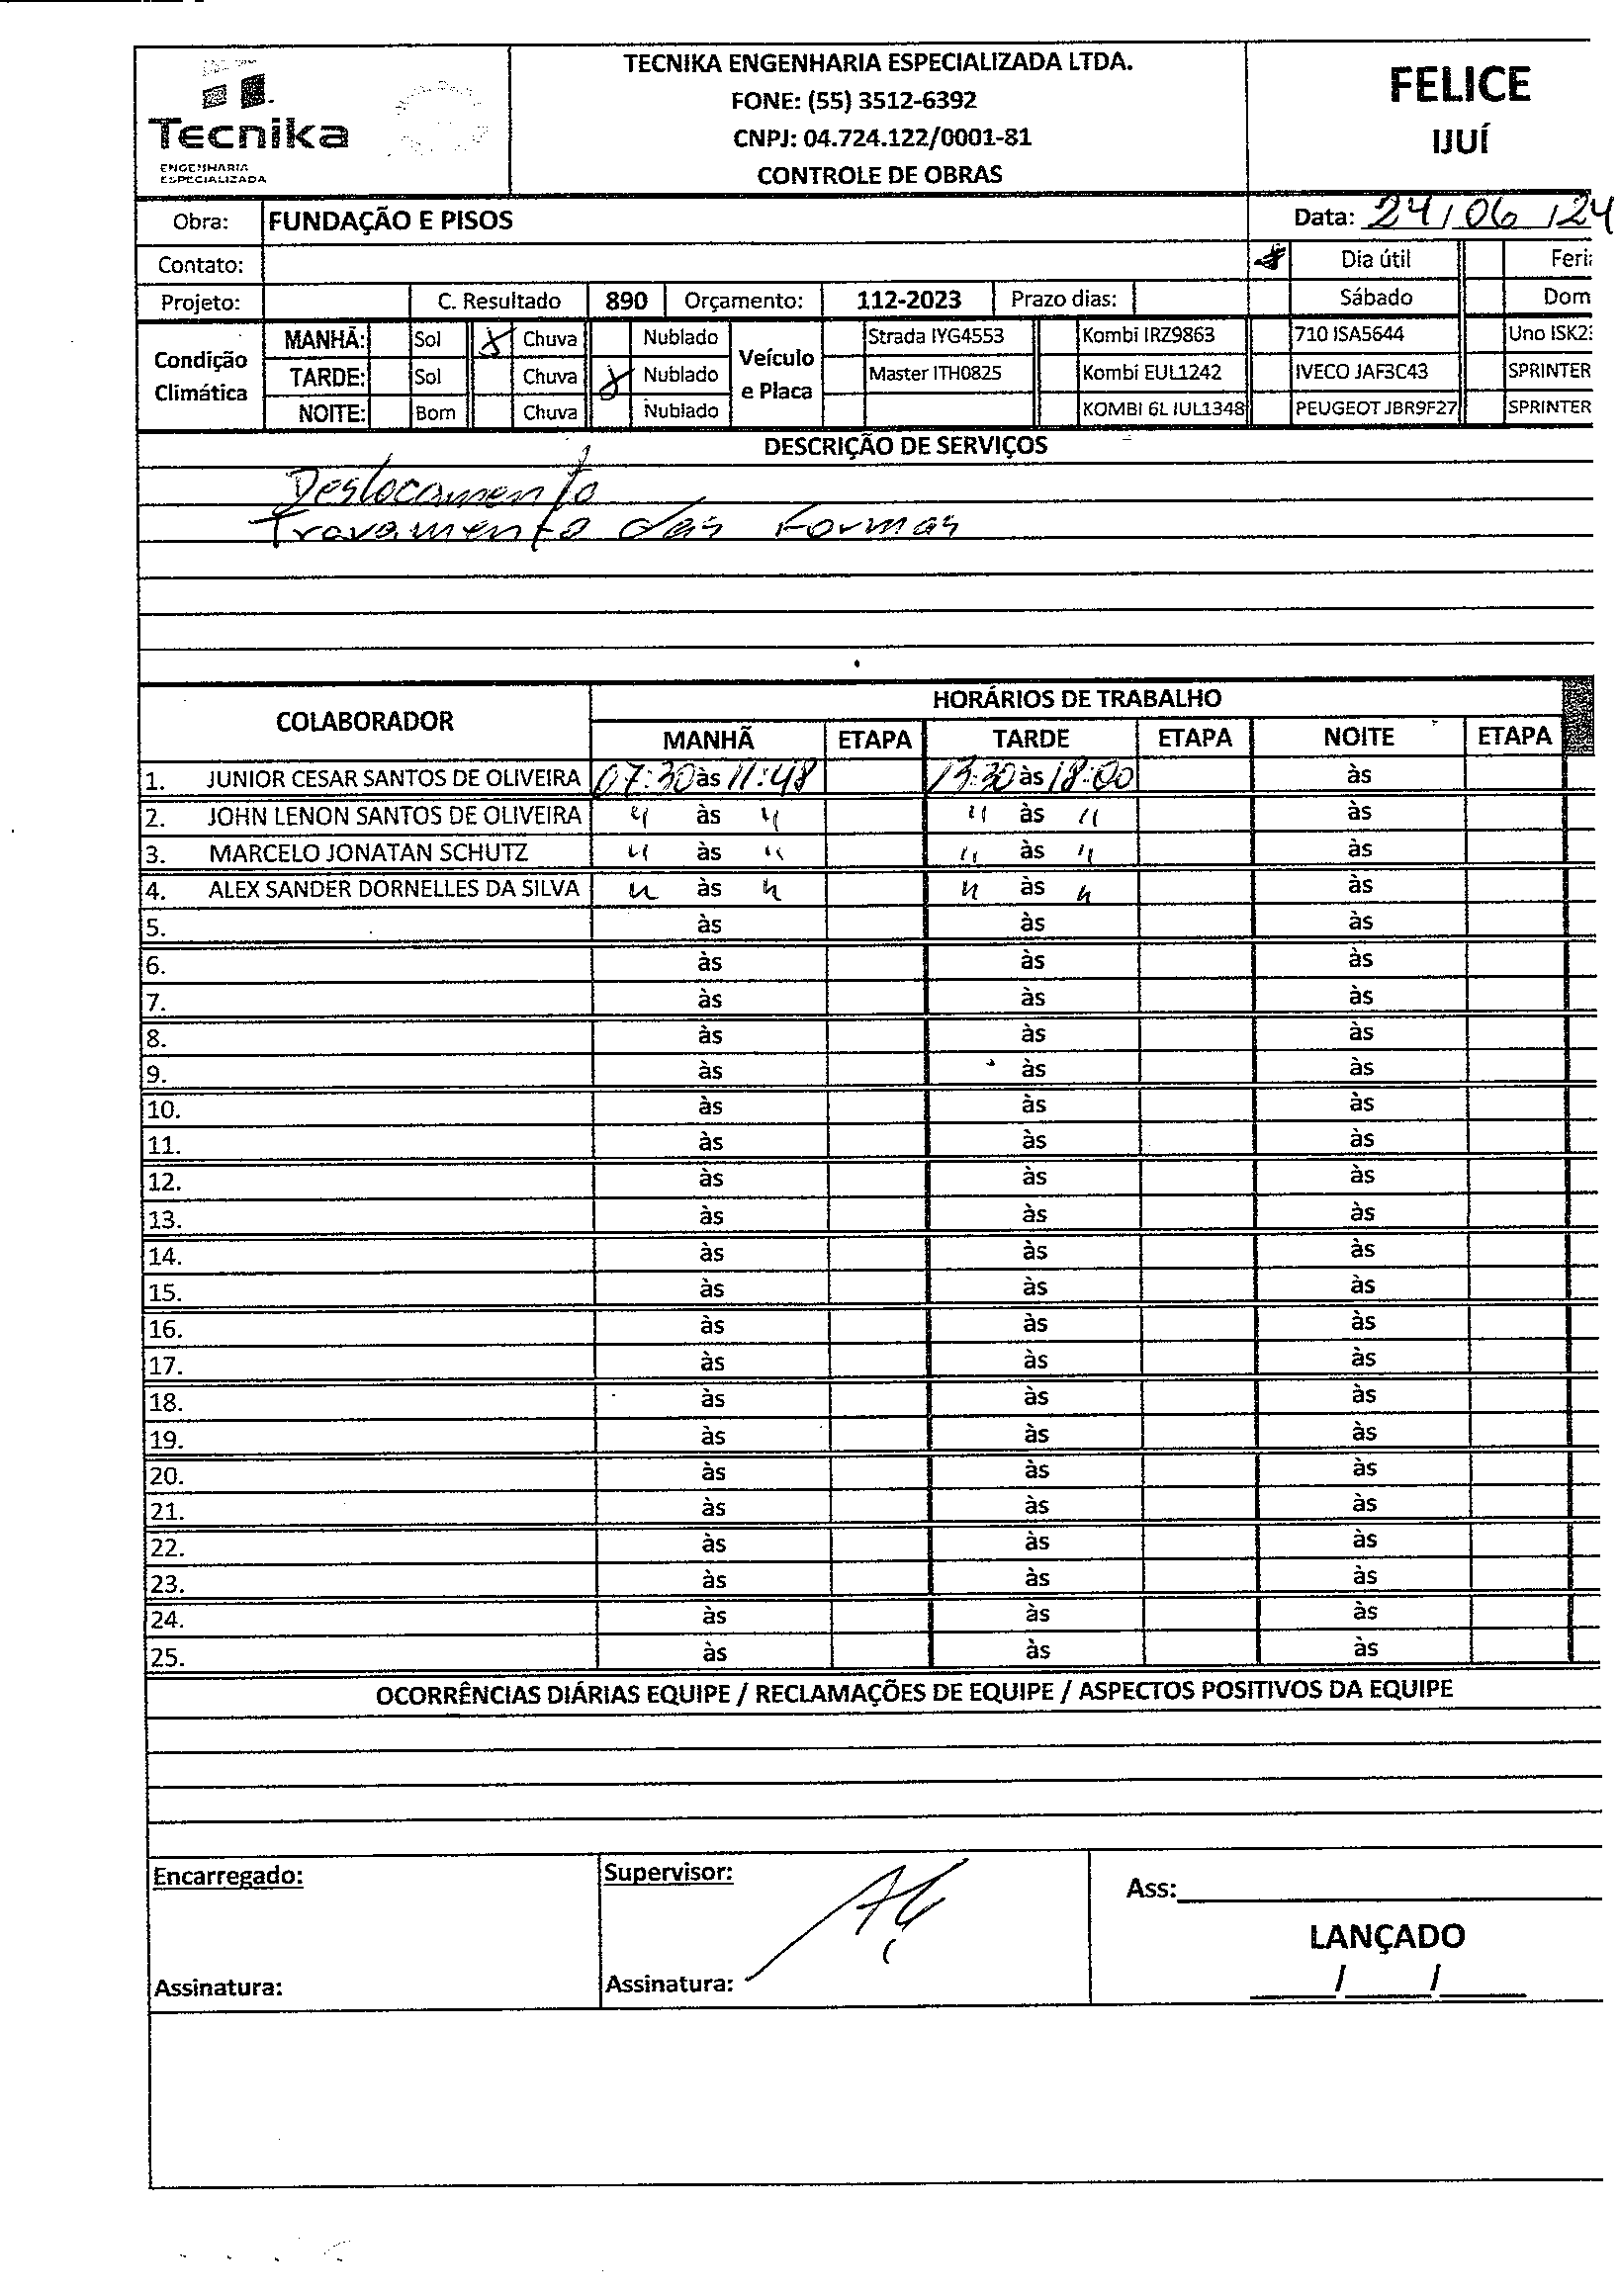 Tecnika
ENGENHARIA
ESPECIALIZADA
TECNIKA ENGENHARIA ESPECIALIZADA LTDA.
FONE: (55) 3512-6392
CNPJ: 04.724.122/0001-81
CONTROLE DE OBRAS
FELICE
IJUÍ
Obra: FUNDAÇÃO E PISOS Data: 24/06/24
Contato: Dia útil Feri
Projeto: C. Resultado 890 Orçamento: 112-2023 Prazo dias: Sábado Dom
Condição Climática
MANHÃ: Sol X Chuva Nublado Veículo e Placa Strada IYG4553 Kombi IRZ9863 710 ISA5644 Uno ISK2
TARDE: Sol Chuva X Nublado Master ITH0825 Kombi EUL1242 IVECO JAF3C43 SPRINTER
NOITE: Bom Chuva Nublado KOMBI 6L IUL1348 PEUGEOT JBR9F27 SPRINTER
DESCRIÇÃO DE SERVIÇOS
Deslocamento
Travamento das Formas
COLABORADOR HORÁRIOS DE TRABALHO
MANHÃ ETAPA TARDE ETAPA NOITE ETAPA
1. JUNIOR CESAR SANTOS DE OLIVEIRA 07:30 às 11:48 13:30 às 18:00 às
2. JOHN LENON SANTOS DE OLIVEIRA " às " " às " às
3. MARCELO JONATAN SCHUTZ " às " " às " às
4. ALEX SANDER DORNELLES DA SILVA " às " " às " às
5. às às às
6. às às às
7. às às às
8. às às às
9. às às às
10. às às às
11. às às às
12. às às às
13. às às às
14. às às às
15. às às às
16. às às às
17. às às às
18. às às às
19. às às às
20. às às às
21. às às às
22. às às às
23. às às às
24. às às às
25. às às às
OCORRÊNCIAS DIÁRIAS EQUIPE / RECLAMAÇÕES DE EQUIPE / ASPECTOS POSITIVOS DA EQUIPE
Encarregado: Supervisor: Ass:
LANÇADO
Assinatura: Assinatura: / /